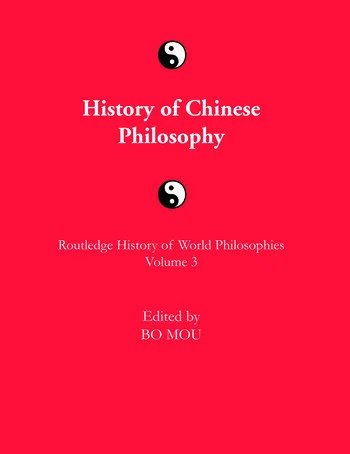 History of Chinese
Philosophy
Routledge History of World Philosophies
Volume 3
Edited by
BO MOU